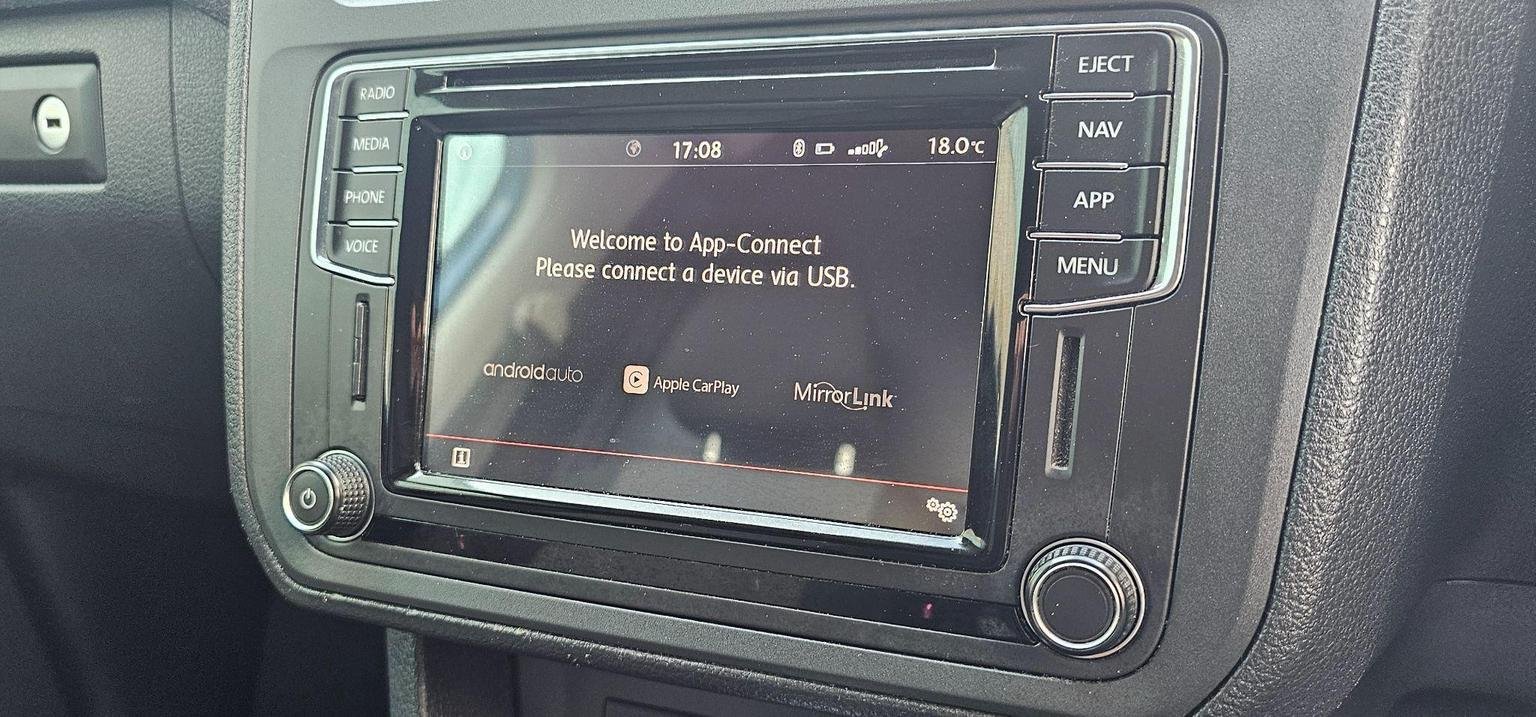 RADIO
MEDIA
PHONE
VOICE
EJECT
NAV
APP
MENU
17:08
18.0°C
Welcome to App-Connect
Please connect a device via USB.
androidauto
Apple CarPlay
MirrorLink